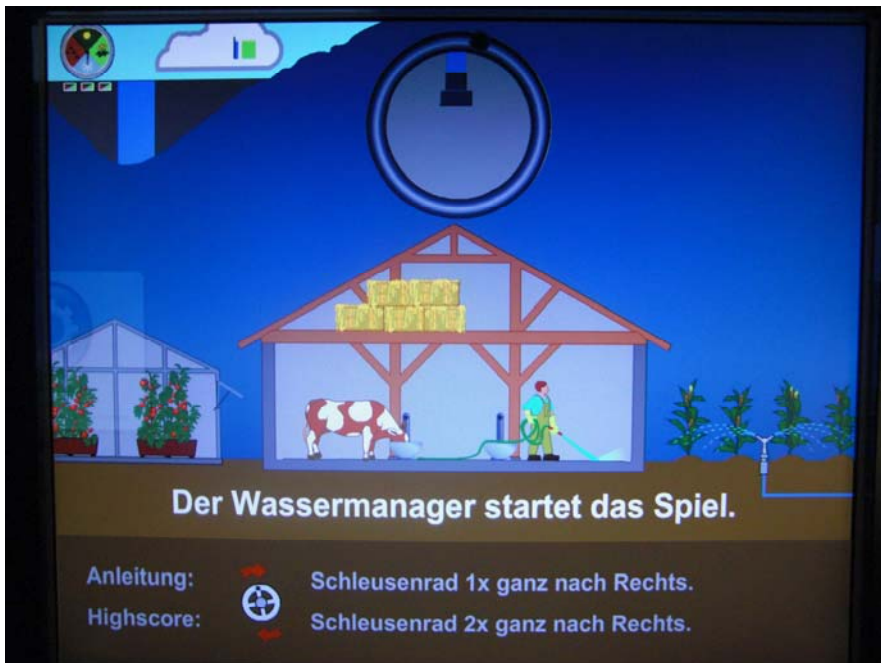 Der Wassermanager startet das Spiel.
Anleitung: Schleusenrad 1x ganz nach Rechts.
Highscore: Schleusenrad 2x ganz nach Rechts.